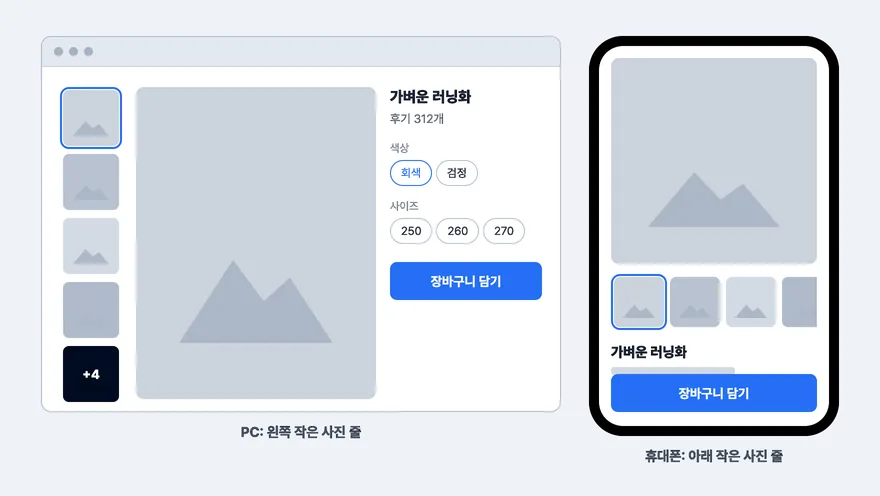 +4
가벼운 러닝화
후기 312개
색상
회색 검정
사이즈
250 260 270
장바구니 담기
PC: 왼쪽 작은 사진 줄
가벼운 러닝화
장바구니 담기
휴대폰: 아래 작은 사진 줄